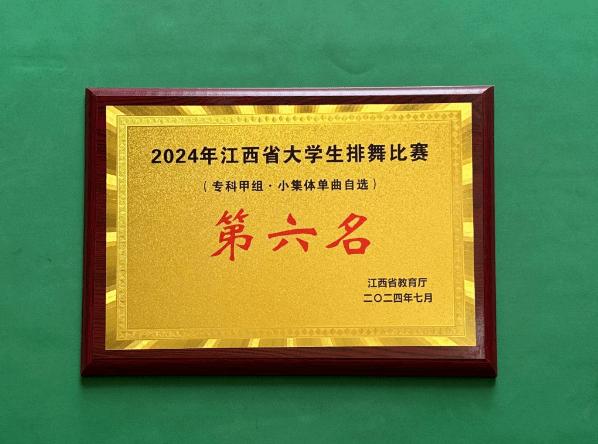 2024年江西省大学生排舞比赛
（专科甲组·小集体单曲自选）
第六名
江西省教育厅
二〇二四年七月